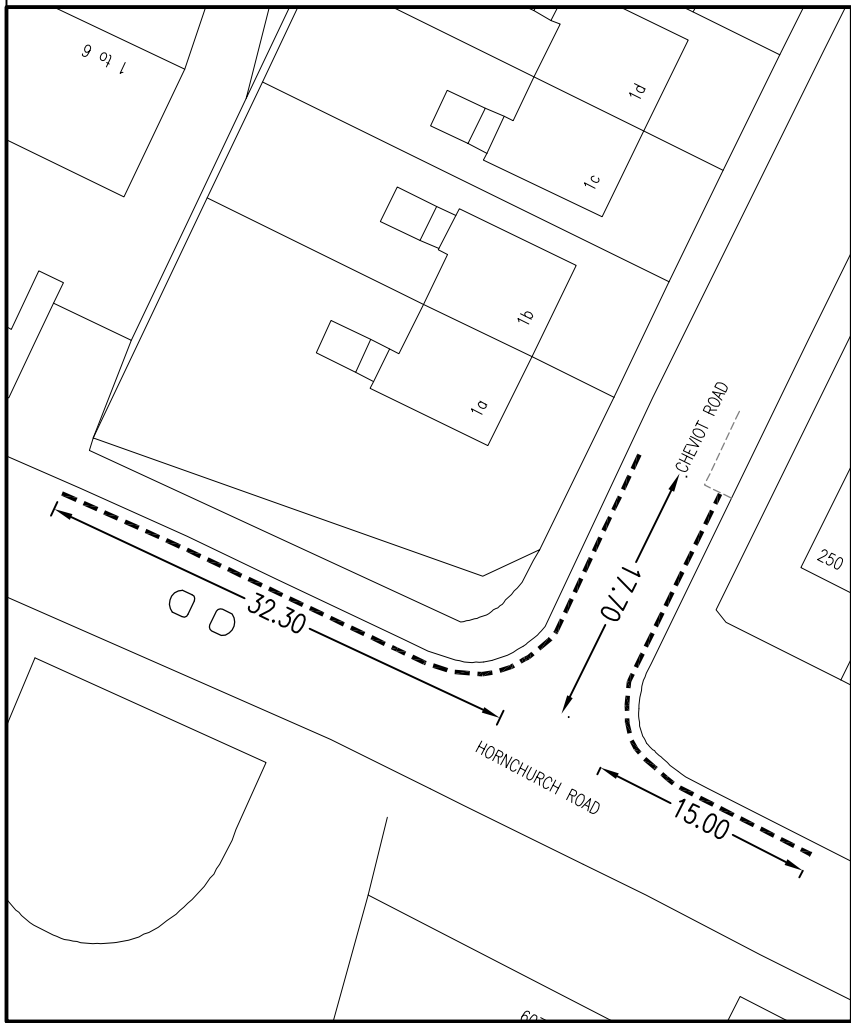 1 to 6
1d
1c
1b
1a
CHEVIOT ROAD
250
17.70
32.30
HORNCHURCH ROAD
15.00